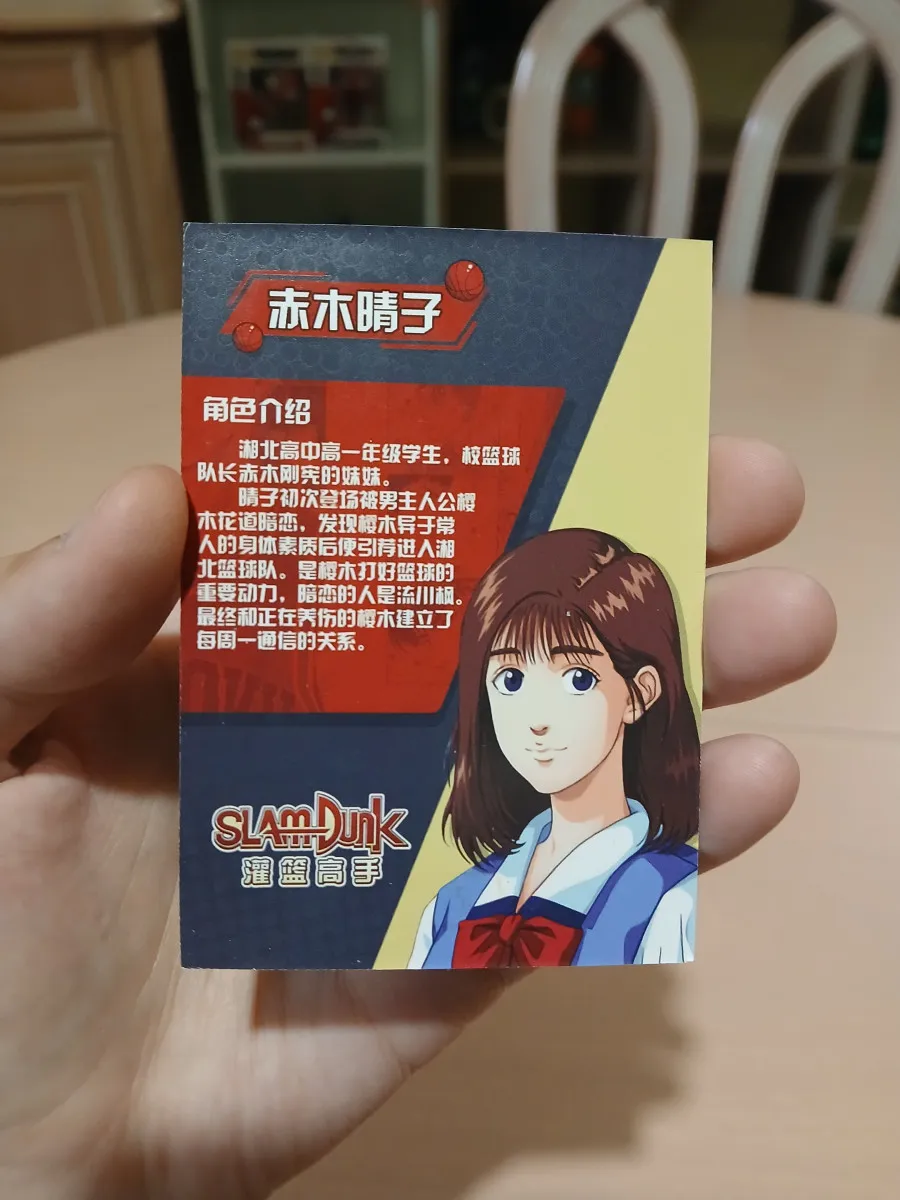 赤木晴子
角色介绍
湘北高中高一年级学生，校篮球
队长赤木刚宪的妹妹。
晴子初次登场被男主人公樱
木花道暗恋，发现樱木异于常
人的身体素质后便引荐进入湘
北篮球队。是樱木打好篮球的
重要动力，暗恋的人是流川枫。
最终和正在养伤的樱木建立了
每周一通信的关系。
SLAM DUNK
灌篮高手